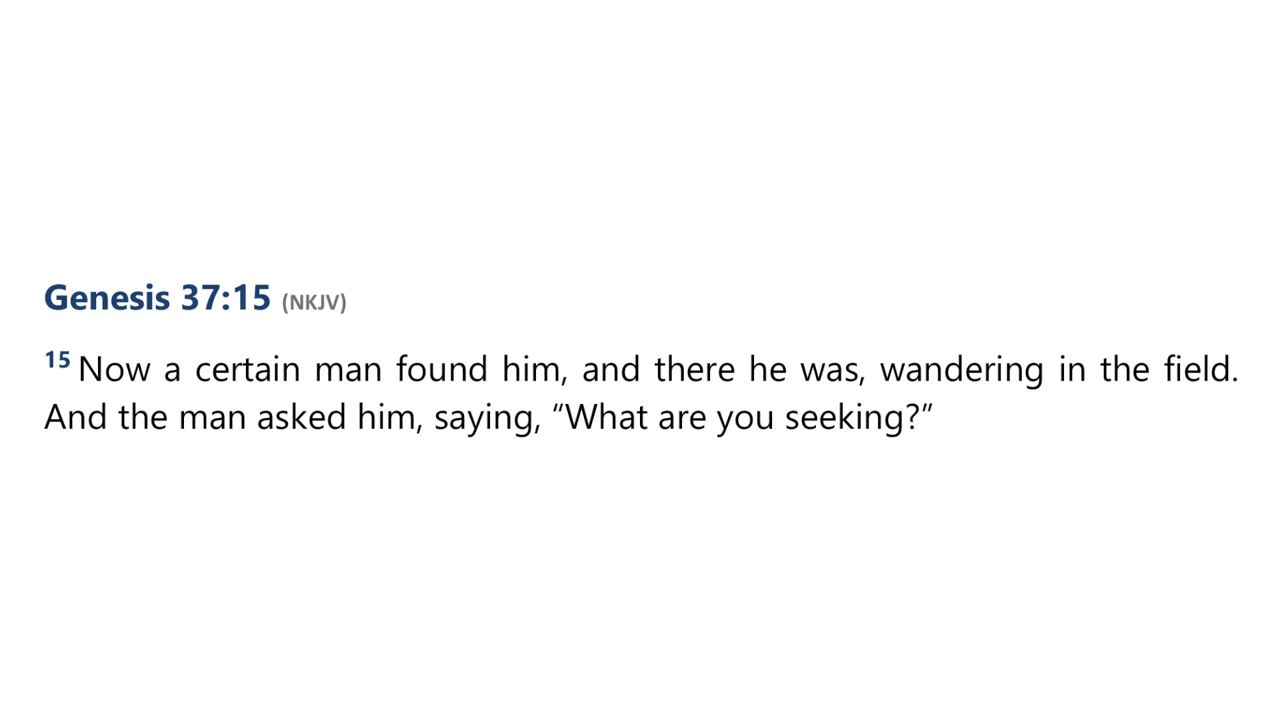 Genesis 37:15 (NKJV)
15 Now a certain man found him, and there he was, wandering in the field.
And the man asked him, saying, “What are you seeking?”